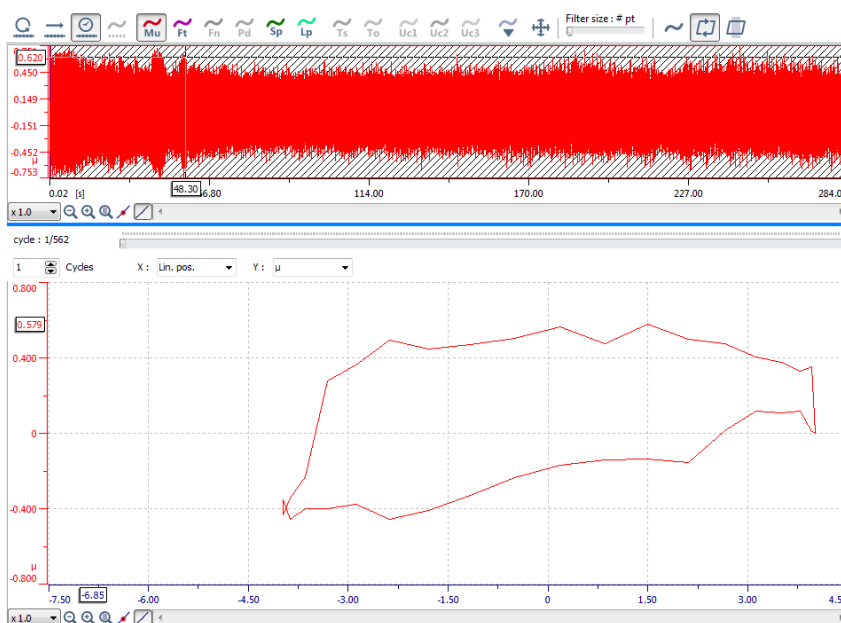 Filter size : # pt
Mu Ft Fn Pd Sp Lp Ts To Uc1 Uc2 Uc3
0.620
0.450
0.149
-0.151
-0.452
-0.753
µ
0.02 [s] 48.30 6.80 114.00 170.00 227.00 284.0
x 1.0
cycle : 1/562
1 Cycles X : Lin. pos. Y : µ
0.800
0.579
0.400
0
-0.400
µ
-0.800
-7.50 -6.85 -6.00 -4.50 -3.00 -1.50 0 1.50 3.00 4.5
x 1.0